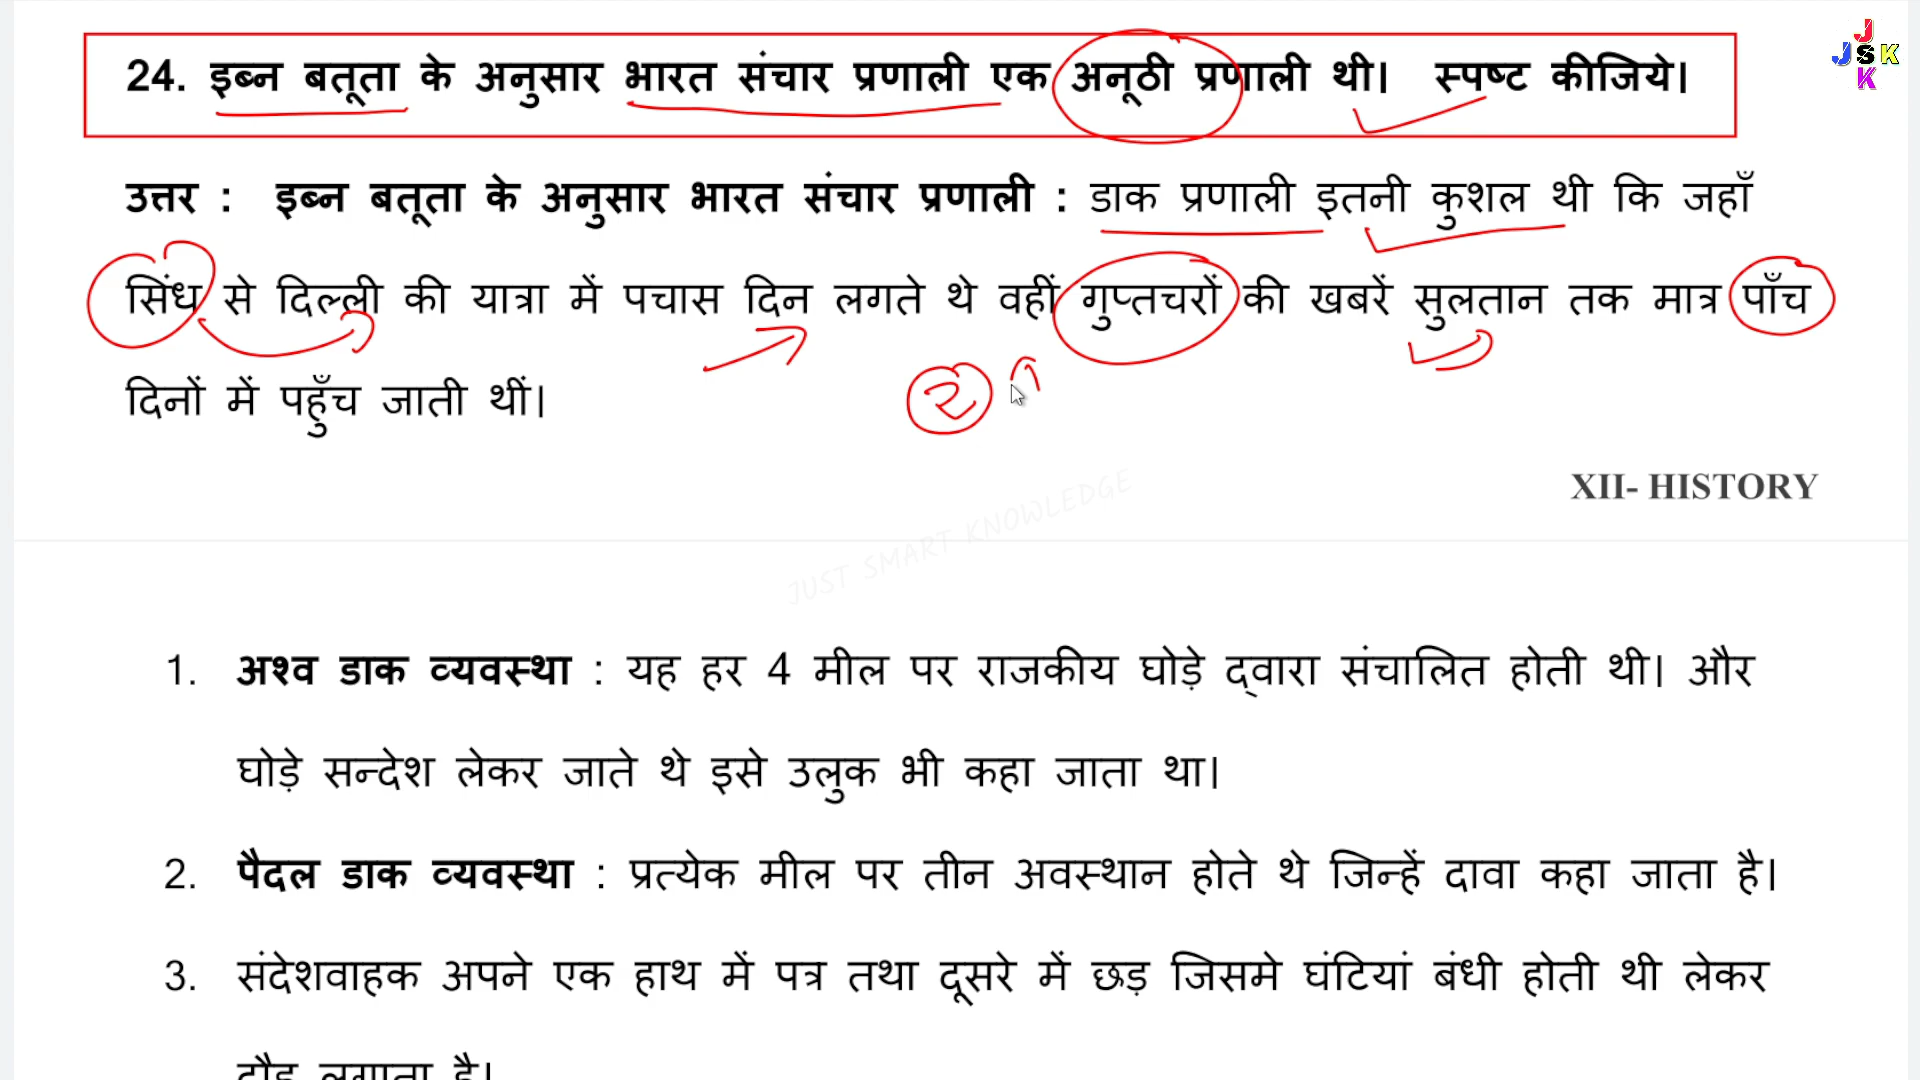 24. इब्न बतूता के अनुसार भारत संचार प्रणाली एक अनूठी प्रणाली थी। स्पष्ट कीजिये।
J
JSK
K
उत्तर : इब्न बतूता के अनुसार भारत संचार प्रणाली : डाक प्रणाली इतनी कुशल थी कि जहाँ
सिंध से दिल्ली की यात्रा में पचास दिन लगते थे वहीं गुप्तचरों की खबरें सुलतान तक मात्र पाँच
दिनों में पहुँच जाती थीं।
2
XII- HISTORY
JUST SMART KNOWLEDGE
1. अश्व डाक व्यवस्था : यह हर 4 मील पर राजकीय घोड़े द्वारा संचालित होती थी। और
घोड़े सन्देश लेकर जाते थे इसे उलुक भी कहा जाता था।
2. पैदल डाक व्यवस्था : प्रत्येक मील पर तीन अवस्थान होते थे जिन्हें दावा कहा जाता है।
3. संदेशवाहक अपने एक हाथ में पत्र तथा दूसरे में छड़ जिसमे घंटियां बंधी होती थी लेकर
दौड़ लगाता है।